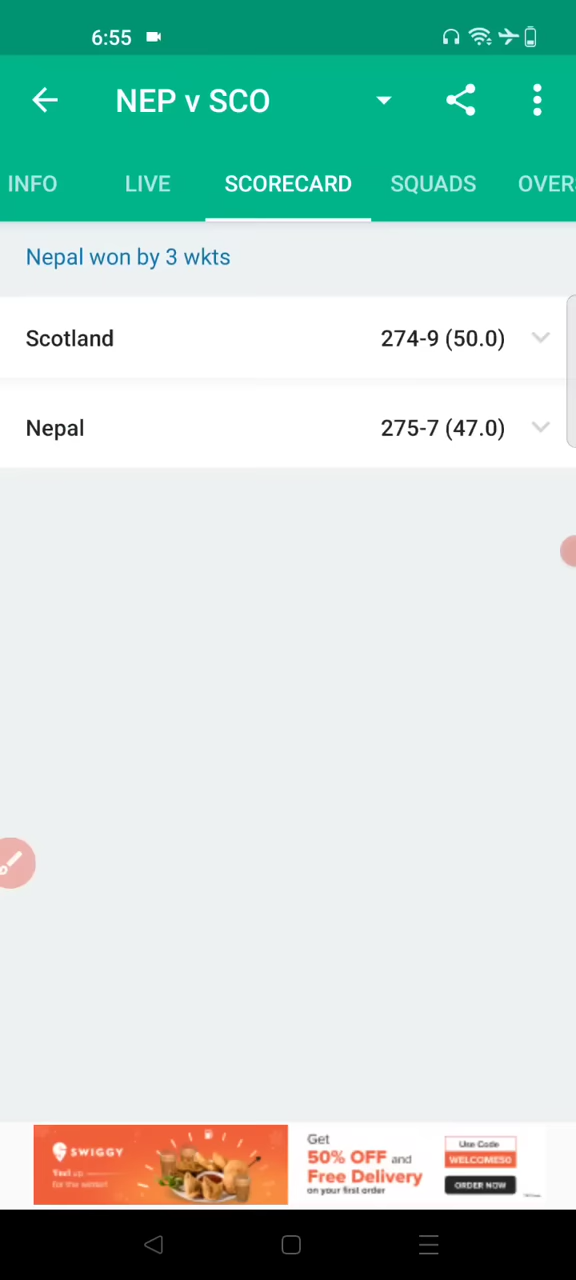 6:55
NEP v SCO
INFO LIVE SCORECARD SQUADS OVER
Nepal won by 3 wkts
Scotland 274-9 (50.0)
Nepal 275-7 (47.0)
SWIGGY
Get
50% OFF and
Free Delivery
on your first order
Use Code
WELCOME50
ORDER NOW